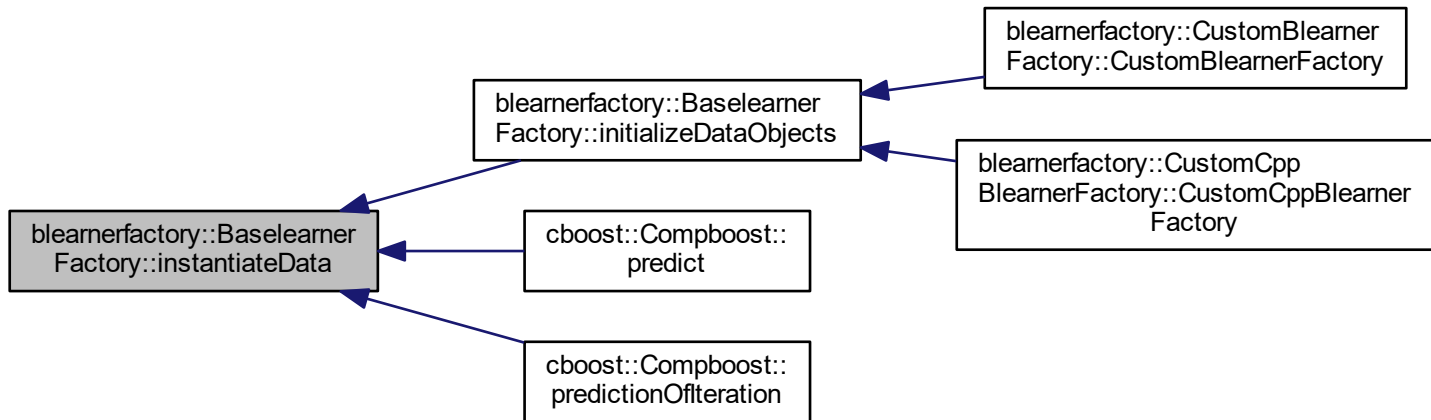 blearnerfactory::CustomBlearner
Factory::CustomBlearnerFactory
blearnerfactory::Baselearner
Factory::initializeDataObjects
blearnerfactory::CustomCpp
BlearnerFactory::CustomCppBlearner
Factory
blearnerfactory::Baselearner
Factory::instantiateData
cboost::Compboost::
predict
cboost::Compboost::
predictionOfIteration